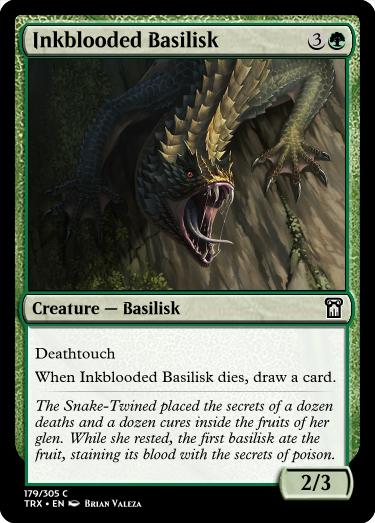 Inkblooded Basilisk 3
Creature — Basilisk
Deathtouch
When Inkblooded Basilisk dies, draw a card.
The Snake-Twined placed the secrets of a dozen
deaths and a dozen cures inside the fruits of her
glen. While she rested, the first basilisk ate the
fruit, staining its blood with the secrets of poison.
2/3
179/305 C
TRX • EN Brian Valeza